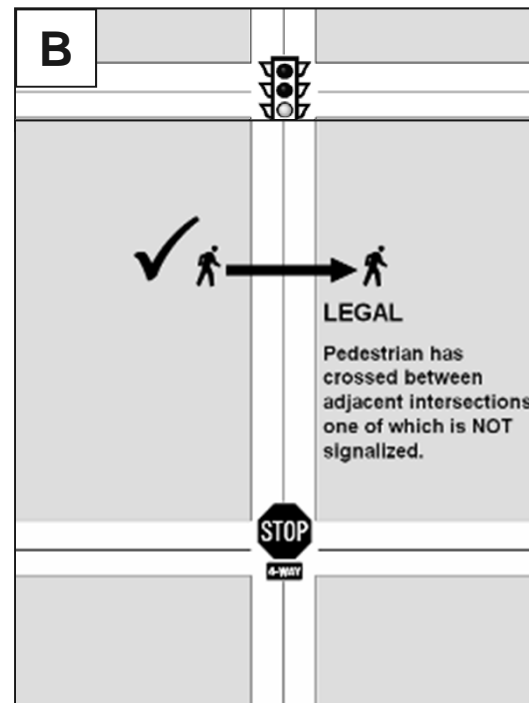 B
LEGAL
Pedestrian has
crossed between
adjacent intersections
one of which is NOT
signalized.
STOP
4-WAY